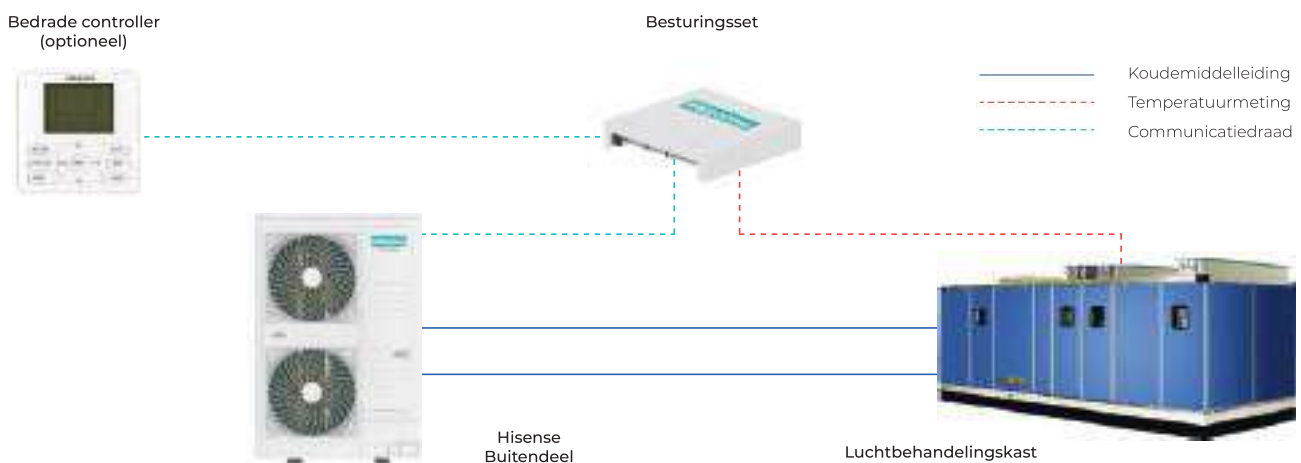 Bedrade controller
(optioneel)
Besturingsset
Koudemiddelleiding
Temperatuurmeting
Communicatiedraad
Hisense
Buitendeel
Luchtbehandelingskast